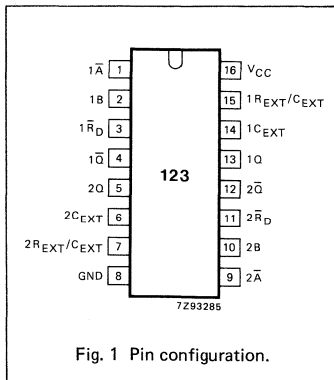 1A̅ 1 16 VCC
1B 2 15 1REXT/CEXT
1R̅D 3 14 1CEXT
1Q̅ 4 13 1Q
123
2Q 5 12 2Q̅
2CEXT 6 11 2R̅D
2REXT/CEXT 7 10 2B
GND 8 9 2A̅
7Z93285
Fig. 1 Pin configuration.